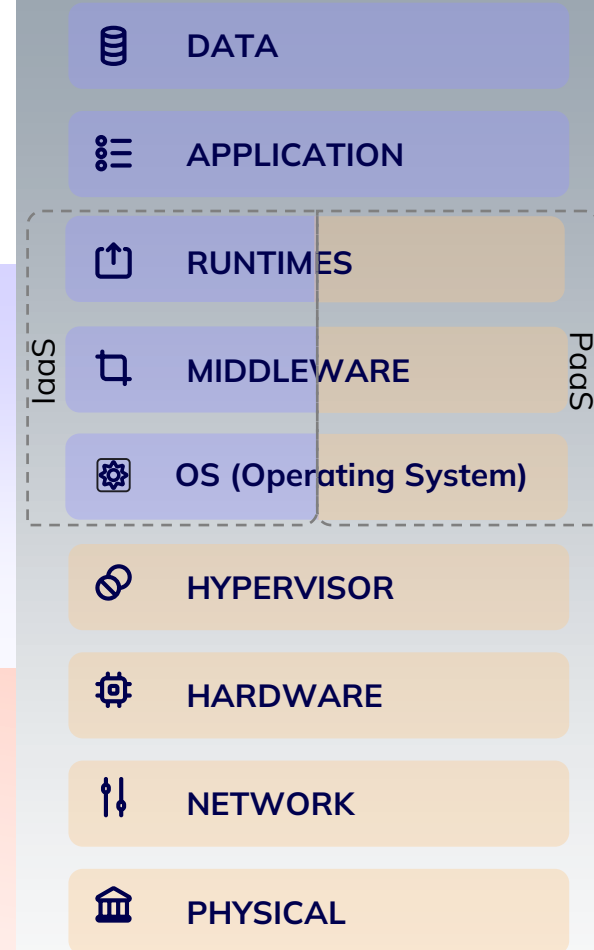 DATA
APPLICATION
RUNTIMES
IaaS
MIDDLEWARE
PaaS
OS (Operating System)
HYPERVISOR
HARDWARE
NETWORK
PHYSICAL